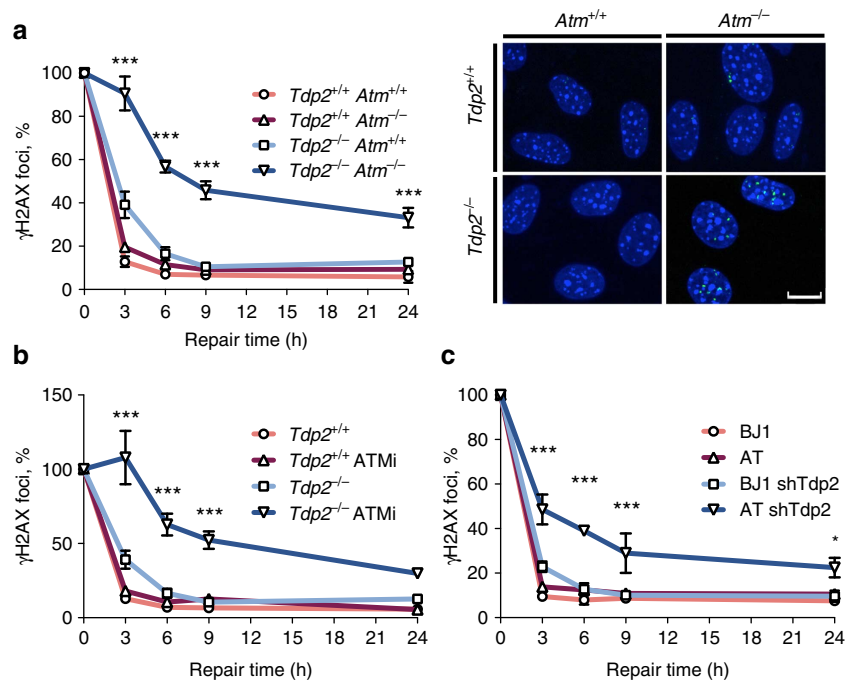 a
100
80
60
40
20
0
γH2AX foci, %
***
***
***
***
Tdp2+/+ Atm+/+
Tdp2+/+ Atm−/−
Tdp2−/− Atm+/+
Tdp2−/− Atm−/−
0 3 6 9 12 15 18 21 24
Repair time (h)
Atm+/+ Atm−/−
Tdp2+/+
Tdp2−/−
b
150
100
50
0
γH2AX foci, %
***
***
***
Tdp2+/+
Tdp2+/+ ATMi
Tdp2−/−
Tdp2−/− ATMi
0 3 6 9 12 15 18 21 24
Repair time (h)
c
100
80
60
40
20
0
γH2AX foci, %
***
***
***
*
BJ1
AT
BJ1 shTdp2
AT shTdp2
0 3 6 9 12 15 18 21 24
Repair time (h)